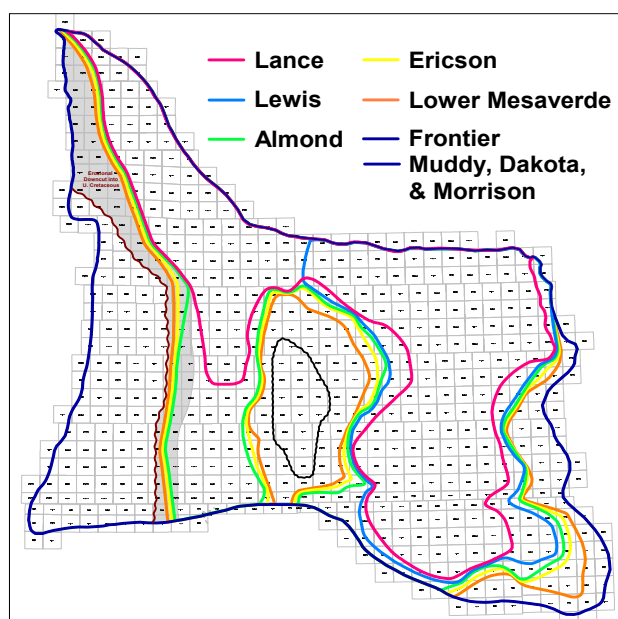 Lance
Ericson
Lewis
Lower Mesaverde
Almond
Frontier
Muddy, Dakota,
& Morrison
Erosional
Downcut into
U. Cretaceous